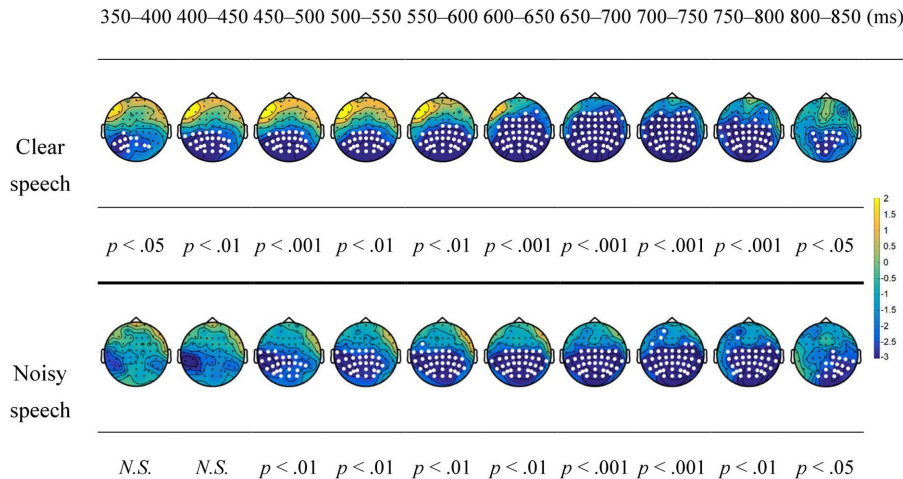 350–400 400–450 450–500 500–550 550–600 600–650 650–700 700–750 750–800 800–850 (ms)
Clear
speech
p < .05 p < .01 p < .001 p < .01 p < .01 p < .001 p < .001 p < .001 p < .001 p < .05
2
1.5
1
0.5
0
-0.5
-1
-1.5
-2
-2.5
-3
Noisy
speech
N.S. N.S. p < .01 p < .01 p < .01 p < .01 p < .001 p < .001 p < .01 p < .05